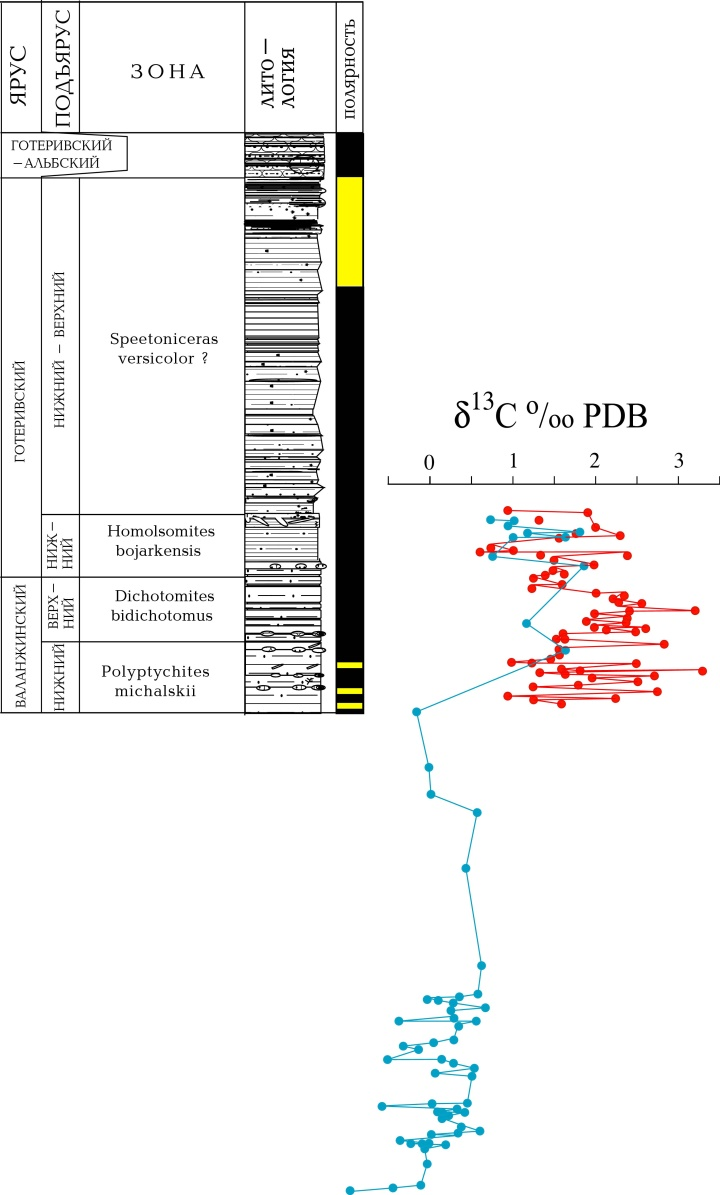 ЯРУС
ПОДЪЯРУС
ЗОНА
ЛИТО –
ЛОГИЯ
ПОЛЯРНОСТЬ
ГОТЕРИВСКИЙ
– АЛЬБСКИЙ
ГОТЕРИВСКИЙ
НИЖНИЙ – ВЕРХНИЙ
Speetoniceras
versicolor ?
δ13C º/оо PDB
0 1 2 3
НИЖ –
НИЙ
Homolsomites
bojarkensis
ВАЛАНЖИНСКИЙ
ВЕРХ –
НИЙ
Dichotomites
bidichotomus
НИЖНИЙ
Polyptychites
michalskii